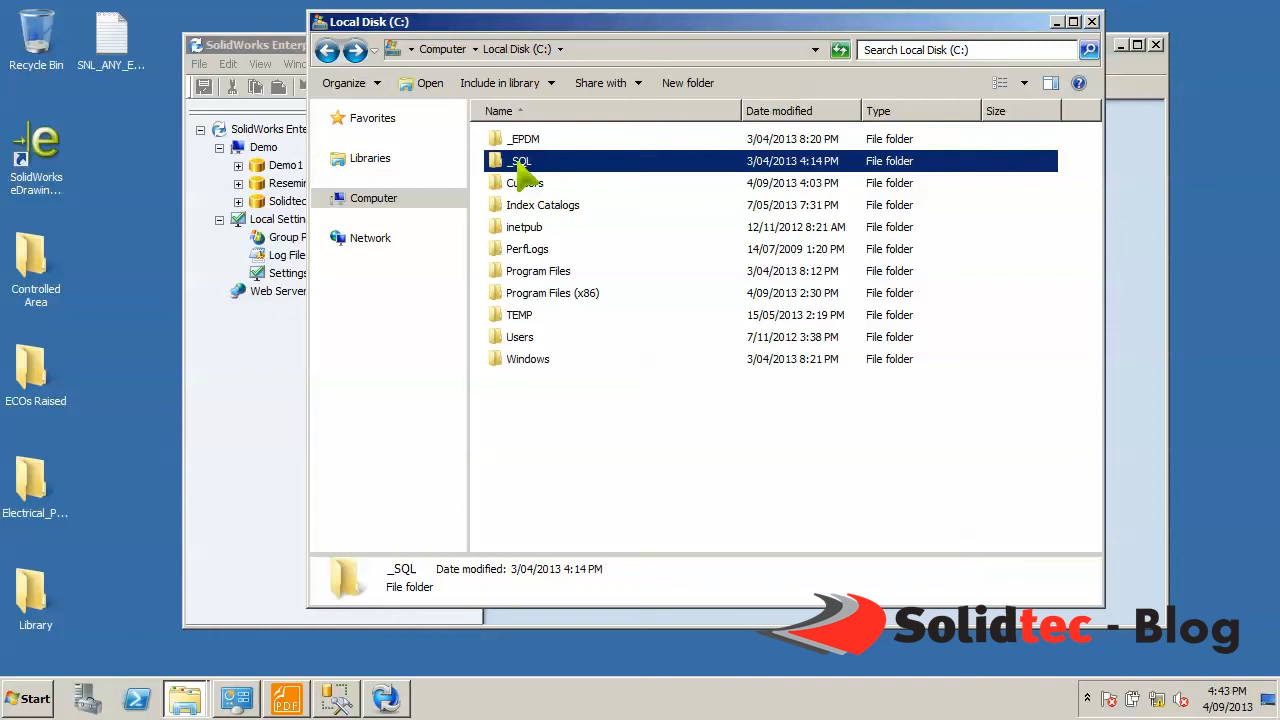 Recycle Bin
SNL_ANY_E...
SolidWorks
eDrawin...
Controlled
Area
ECOs Raised
Electrical_P...
Library
SolidWorks Enterp
File Edit View Wind
SolidWorks Ente
Demo
Demo1
Resemin
Solidtec
Local Settin
Group P
Log File
Settings
Web Server
Local Disk (C:)
Computer Local Disk (C:)
Search Local Disk (C:)
Organize Open Include in library Share with New folder
Favorites
Libraries
Computer
Network
Name Date modified Type Size
_EPDM 3/04/2013 8:20 PM File folder
_SQL 3/04/2013 4:14 PM File folder
4/09/2013 4:03 PM File folder
Index Catalogs 7/05/2013 7:31 PM File folder
inetpub 12/11/2012 8:21 AM File folder
PerfLogs 14/07/2009 1:20 PM File folder
Program Files 3/04/2013 8:12 PM File folder
Program Files (x86) 4/09/2013 2:30 PM File folder
TEMP 15/05/2013 2:19 PM File folder
Users 7/11/2012 3:38 PM File folder
Windows 3/04/2013 8:21 PM File folder
_SQL Date modified: 3/04/2013 4:14 PM
File folder
Solidtec - Blog
Start
PDF
4:43 PM
4/09/2013